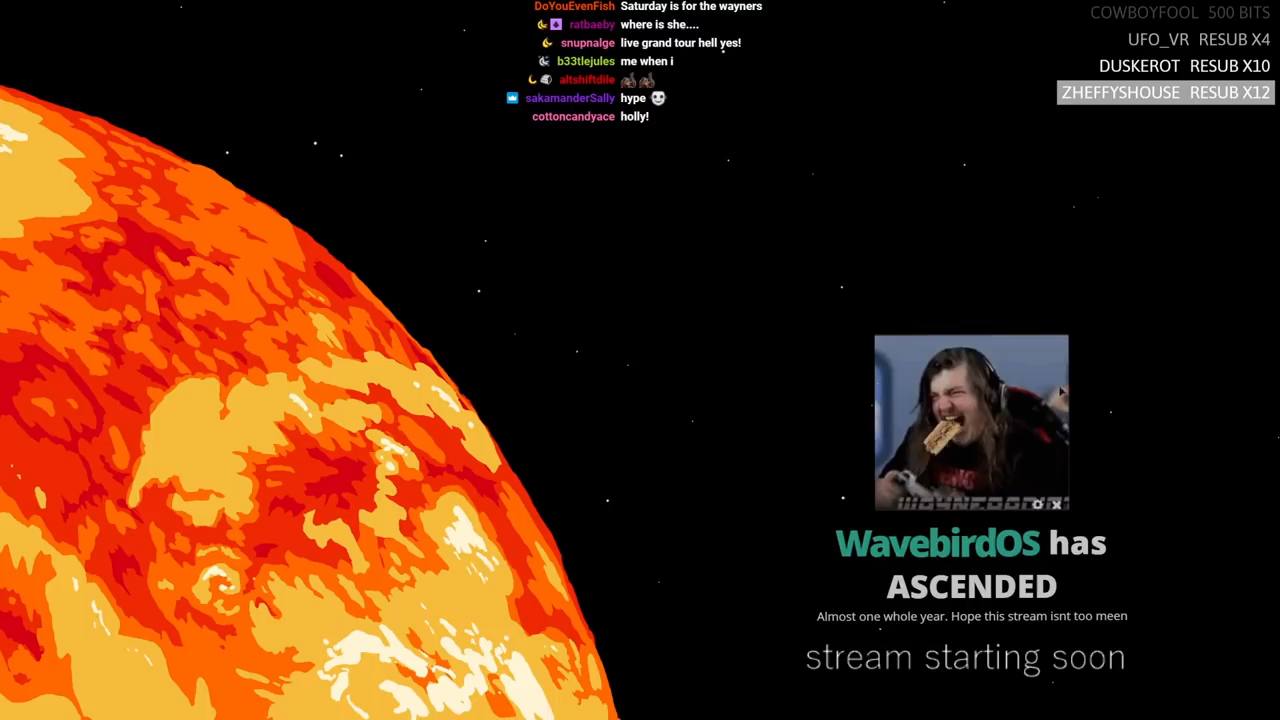 DoYouEvenFish Saturday is for the wayners
ratbaeby where is she....
snupnalge live grand tour hell yes!
b33tlejules me when i
altshiftdile
sakamanderSally hype
cottoncandyace holly!
COWBOYFOOL 500 BITS
UFO_VR RESUB X4
DUSKEROT RESUB X10
ZHEFFYSHOUSE RESUB X12
WavebirdOS has
ASCENDED
Almost one whole year. Hope this stream isnt too meen
stream starting soon